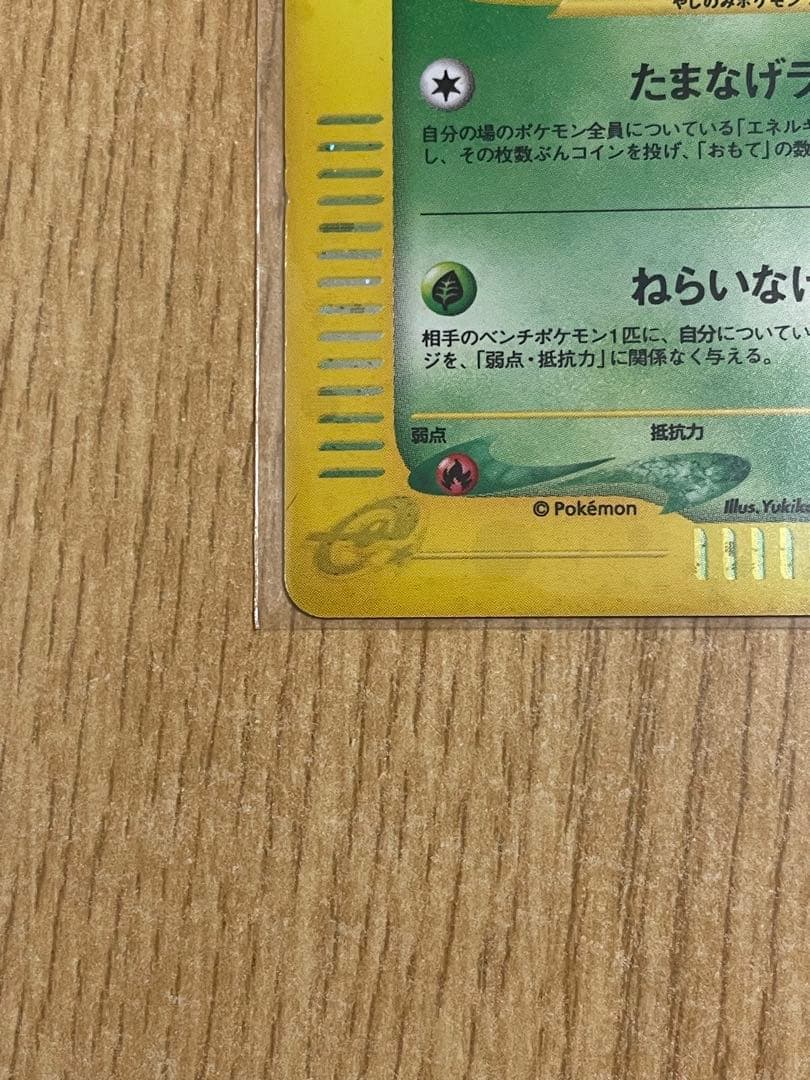 やしのみポケモン
たまなげラ
自分の場のポケモン全員についている「エネルギ
し、その枚数ぶんコインを投げ、「おもて」の数
ねらいなげ
相手のベンチポケモン1匹に、自分についてい
ジを、「弱点・抵抗力」に関係なく与える。
弱点 抵抗力
© Pokémon Illus. Yukiko